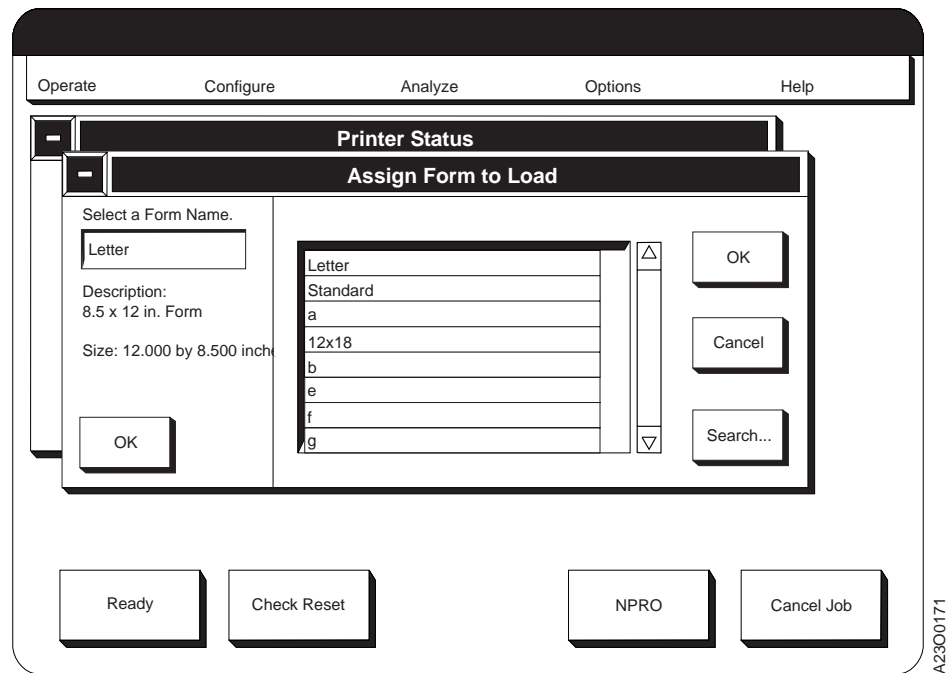 Operate Configure Analyze Options Help
Printer Status
Assign Form to Load
Select a Form Name.
Letter
Description:
8.5 x 12 in. Form
Size: 12.000 by 8.500 inche
OK
Letter
Standard
a
12x18
b
e
f
g
OK
Cancel
Search...
Ready Check Reset NPRO Cancel Job
A23O0171